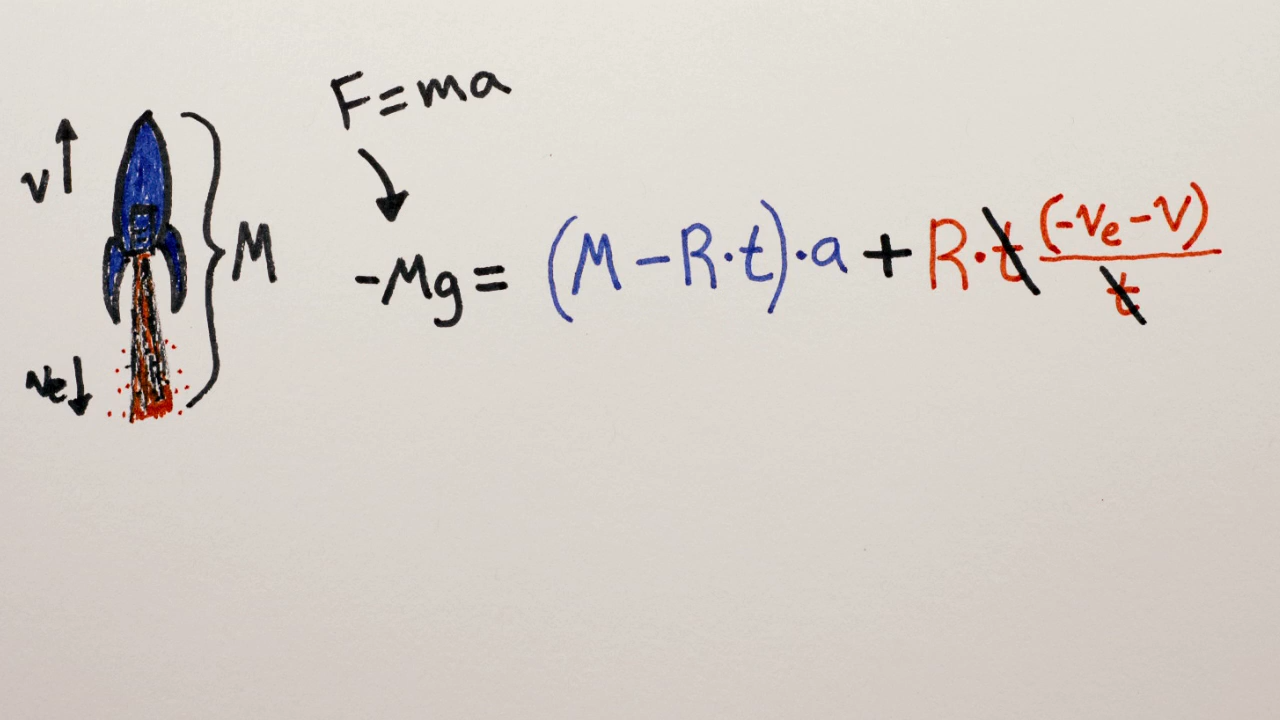 F=ma
v↑
M
-Mg = (M-R·t)·a + R·t (-vₑ-v)/t
vₑ↓